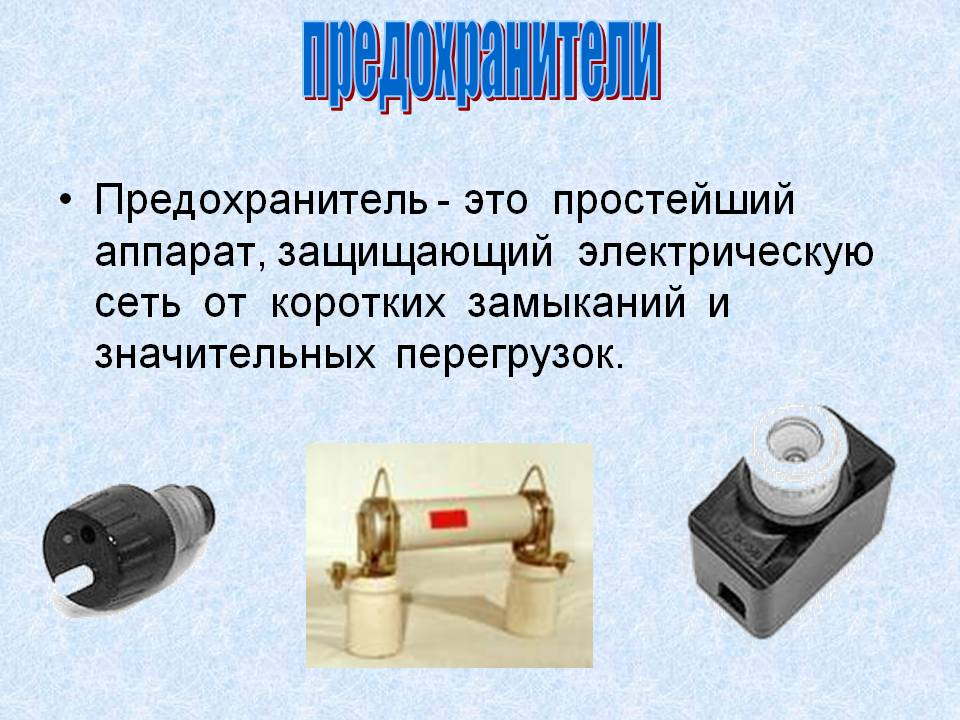 предохранители
• Предохранитель - это простейший
аппарат, защищающий электрическую
сеть от коротких замыканий и
значительных перегрузок.